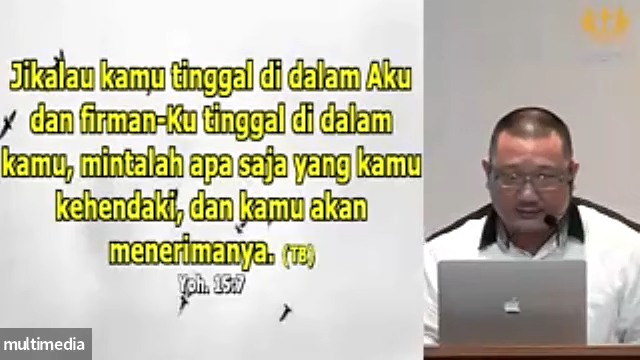 Jikalau kamu tinggal di dalam Aku
dan firman-Ku tinggal di dalam
kamu, mintalah apa saja yang kamu
kehendaki, dan kamu akan
menerimanya. (TB)
Yoh. 15:7
multimedia